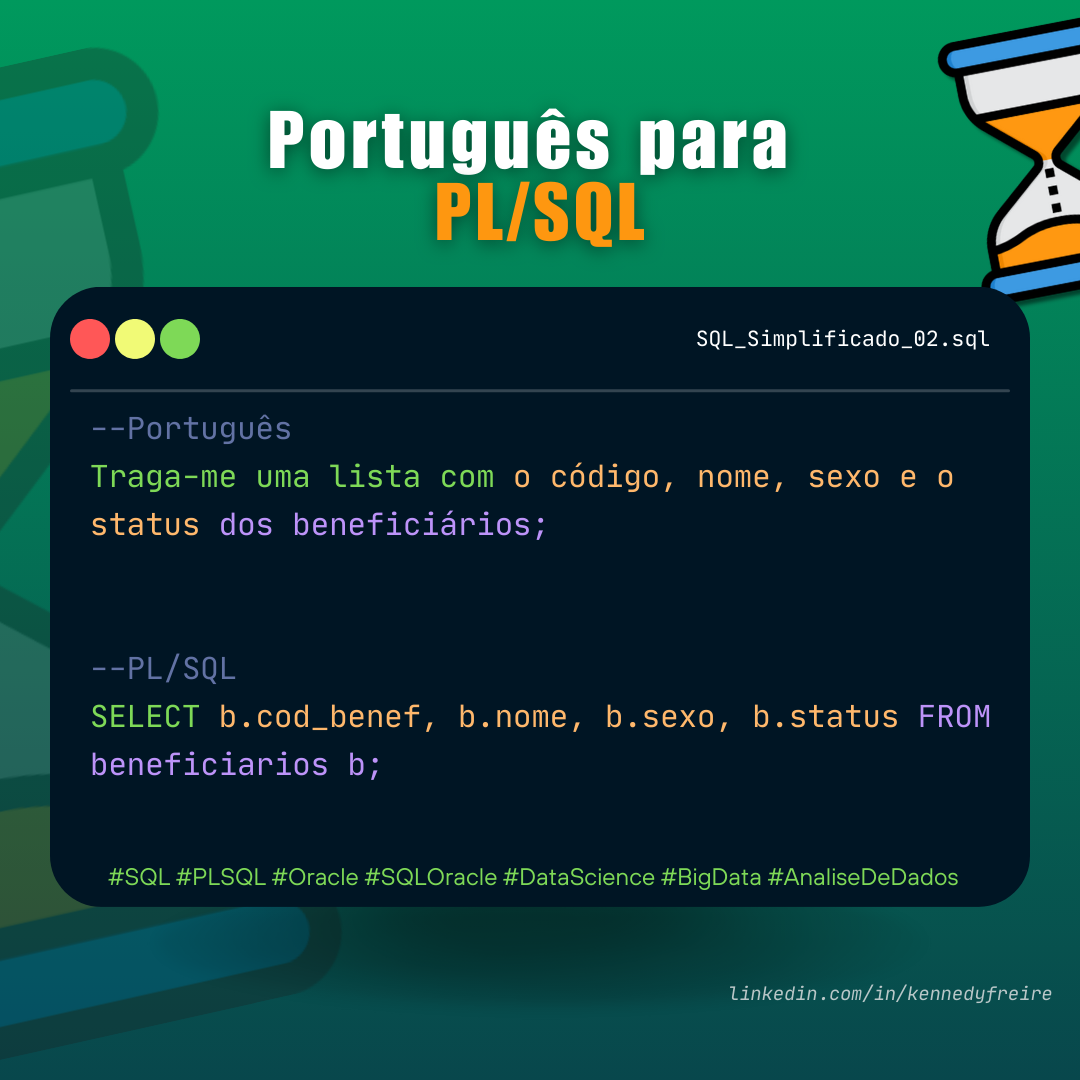 Português para
PL/SQL
SQL_Simplificado_02.sql
--Português
Traga-me uma lista com o código, nome, sexo e o
status dos beneficiários;
--PL/SQL
SELECT b.cod_benef, b.nome, b.sexo, b.status FROM
beneficiarios b;
#SQL #PLSQL #Oracle #SQLOracle #DataScience #BigData #AnaliseDeDados
linkedin.com/in/kennedyfreire